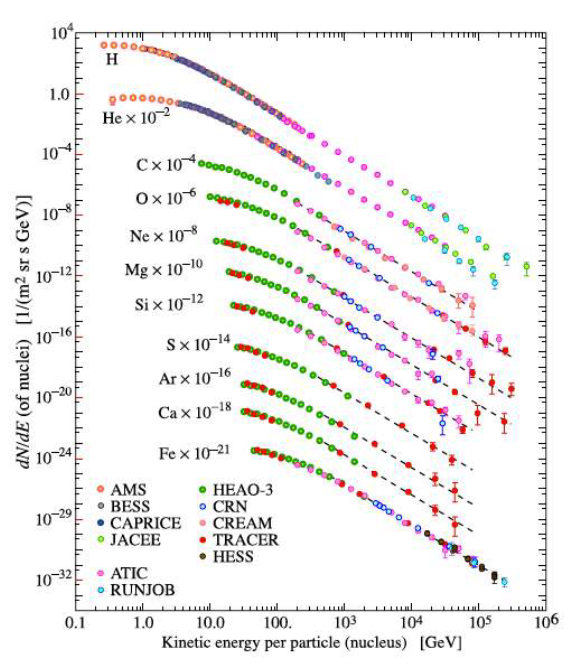 10⁴
H
1.0
He × 10⁻²
10⁻⁴
C × 10⁻⁴
O × 10⁻⁶
10⁻⁸
Ne × 10⁻⁸
Mg × 10⁻¹⁰
10⁻¹²
Si × 10⁻¹²
10⁻¹⁶
S × 10⁻¹⁴
Ar × 10⁻¹⁶
10⁻²⁰
Ca × 10⁻¹⁸
10⁻²⁴
Fe × 10⁻²¹
10⁻²⁹
10⁻³²
dN/dE (of nuclei) [1/(m² sr s GeV)]
AMS
BESS
CAPRICE
JACEE
ATIC
RUNJOB
HEAO-3
CRN
CREAM
TRACER
HESS
0.1 1.0 10.0 100. 10³ 10⁴ 10⁵ 10⁶
Kinetic energy per particle (nucleus) [GeV]